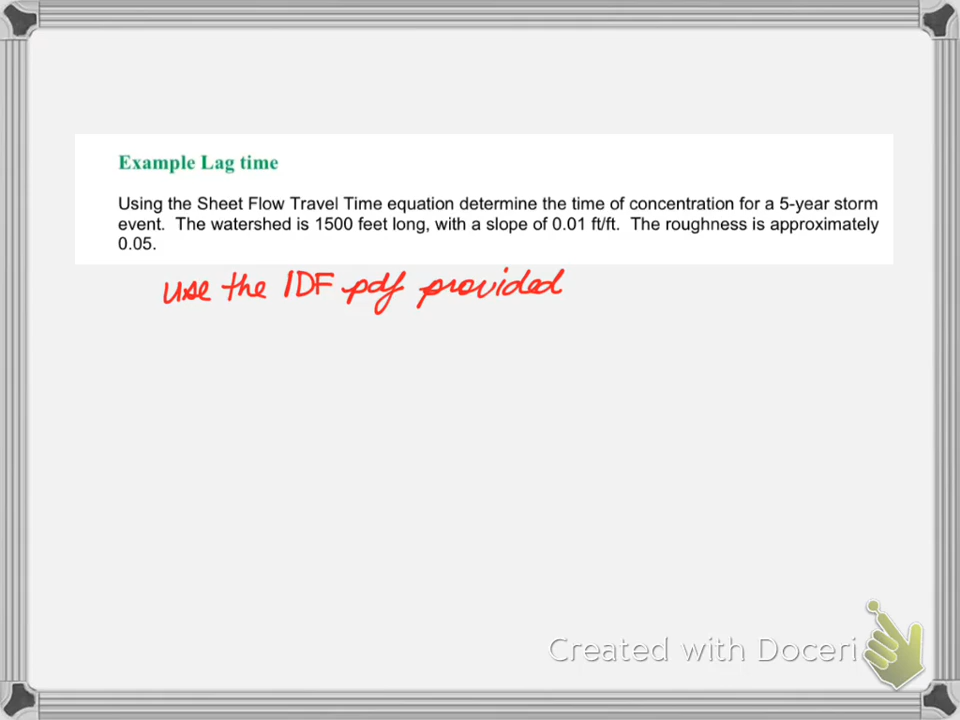 Example Lag time
Using the Sheet Flow Travel Time equation determine the time of concentration for a 5-year storm
event. The watershed is 1500 feet long, with a slope of 0.01 ft/ft. The roughness is approximately
0.05.
use the IDF pdf provided
Created with Doceri